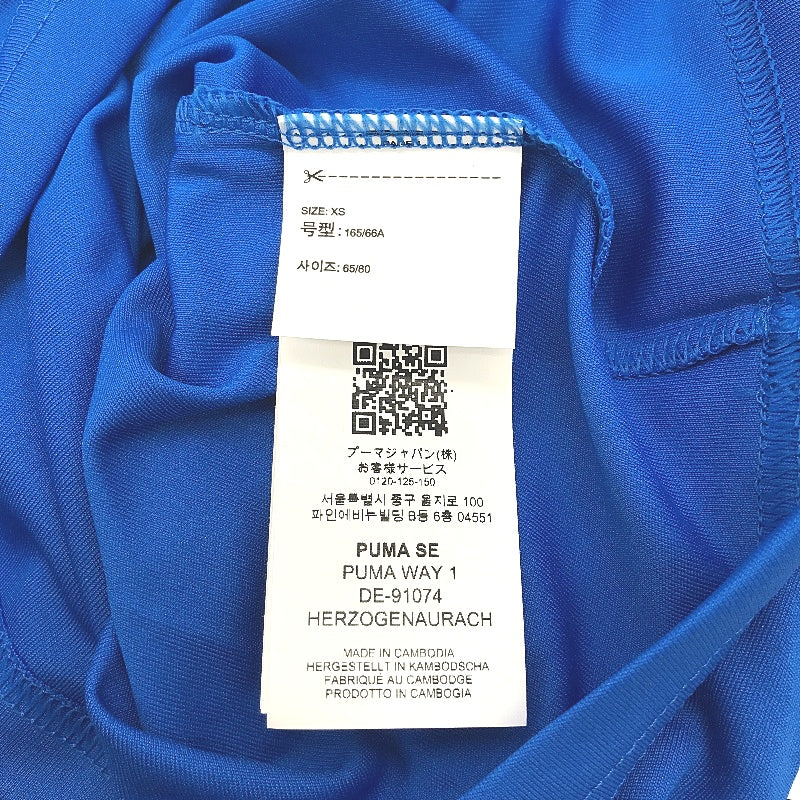 SIZE: XS
号型: 165/66A
사이즈: 65/80
プーマジャパン(株)
お客様サービス
0120-125-150
서울특별시 중구 을지로 100
파인에비뉴빌딩 B동 6층 04551
PUMA SE
PUMA WAY 1
DE-91074
HERZOGENAURACH
MADE IN CAMBODIA
HERGESTELLT IN KAMBODSCHA
FABRIQUÉ AU CAMBODGE
PRODOTTO IN CAMBOGIA